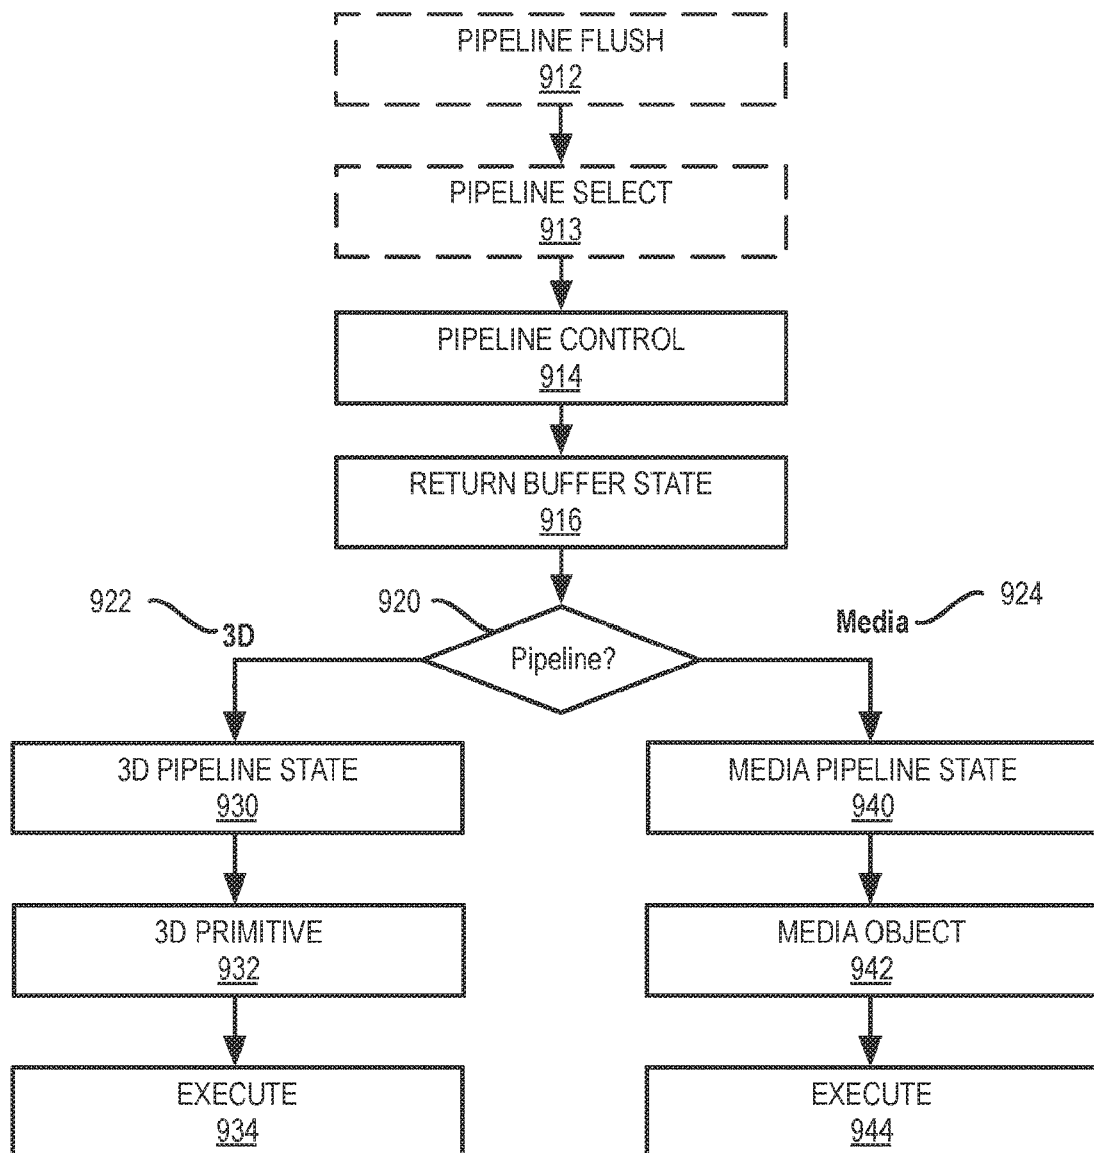 PIPELINE FLUSH
912
PIPELINE SELECT
913
PIPELINE CONTROL
914
RETURN BUFFER STATE
916
922
3D
920
Pipeline?
Media
924
3D PIPELINE STATE
930
MEDIA PIPELINE STATE
940
3D PRIMITIVE
932
MEDIA OBJECT
942
EXECUTE
934
EXECUTE
944